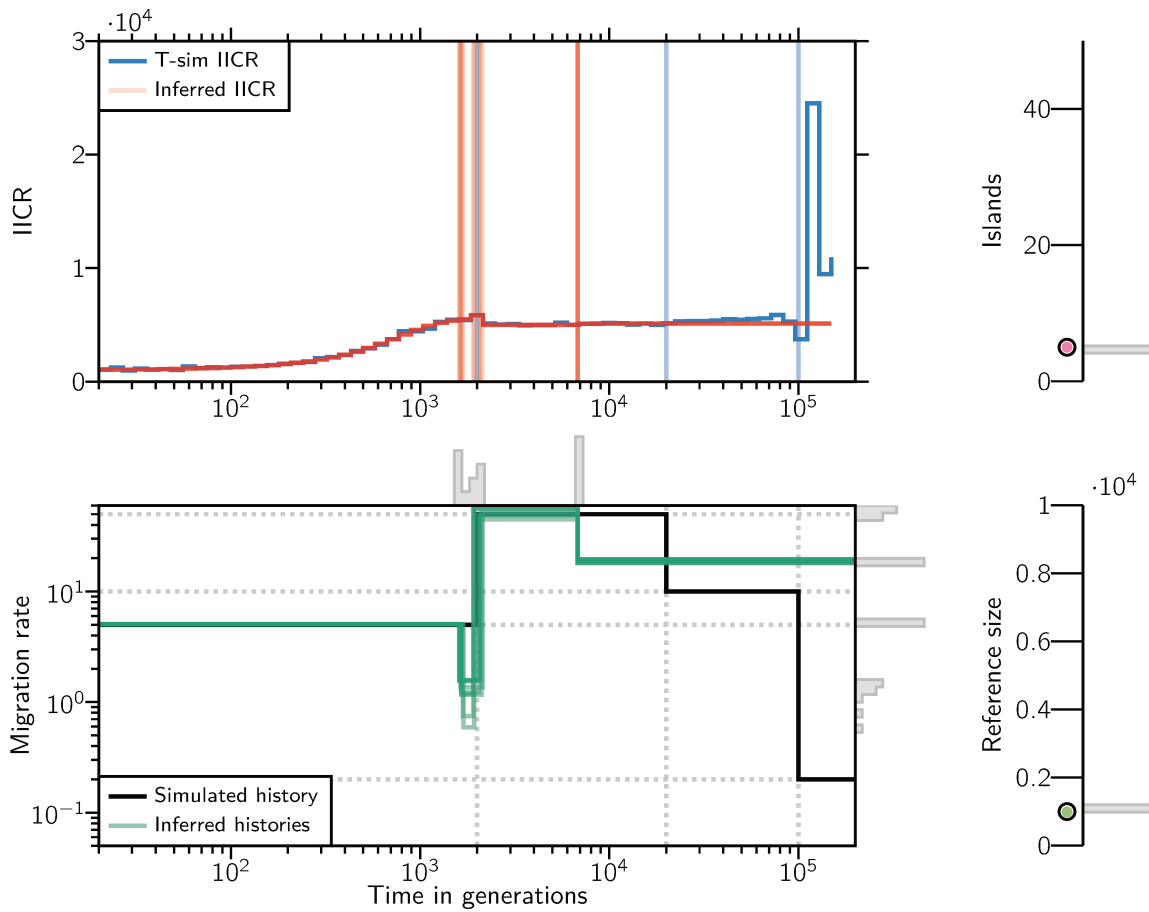 ·10⁴
3
2
1
0
IICR
T-sim IICR
Inferred IICR
10² 10³ 10⁴ 10⁵
40
20
0
Islands
10¹
10⁰
10⁻¹
Migration rate
Simulated history
Inferred histories
10² 10³ 10⁴ 10⁵
Time in generations
·10⁴
1
0.8
0.6
0.4
0.2
0
Reference size